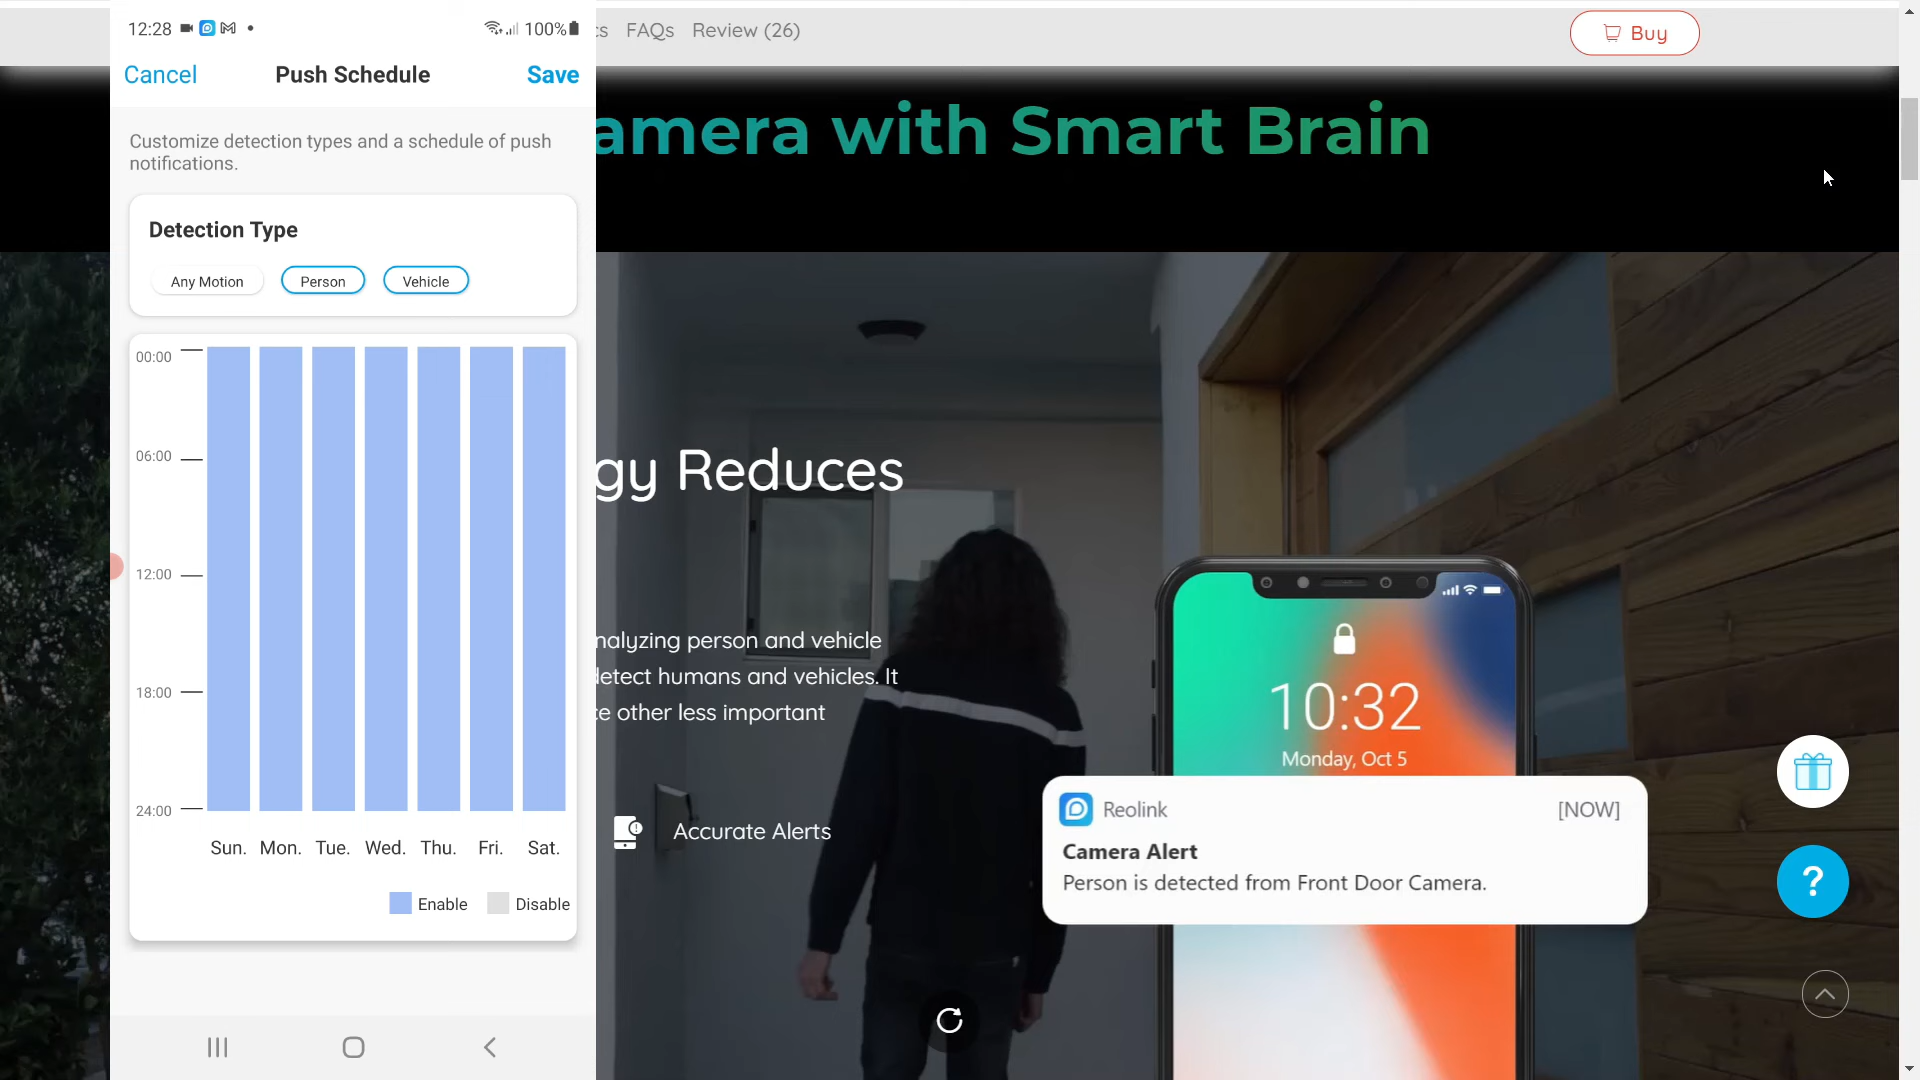 12:28
100%
Cancel
Push Schedule
Save
Customize detection types and a schedule of push
notifications.
Detection Type
Any Motion
Person
Vehicle
00:00
06:00
12:00
18:00
24:00
Sun. Mon. Tue. Wed. Thu. Fri. Sat.
Enable
Disable
cs
FAQs
Review (26)
Buy
amera with Smart Brain
gy Reduces
nalyzing person and vehicle
detect humans and vehicles. It
ce other less important
Accurate Alerts
10:32
Monday, Oct 5
Reolink
[NOW]
Camera Alert
Person is detected from Front Door Camera.
?